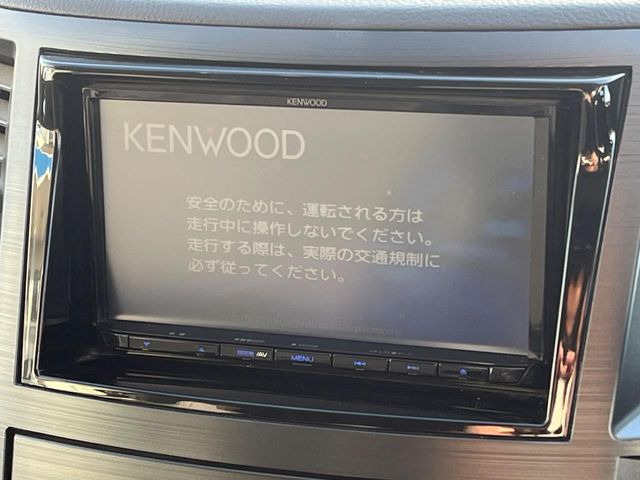 KENWOOD
KENWOOD
安全のために、運転される方は
走行中に操作しないでください。
走行する際は、実際の交通規制に
必ず従ってください。
/AV MENU